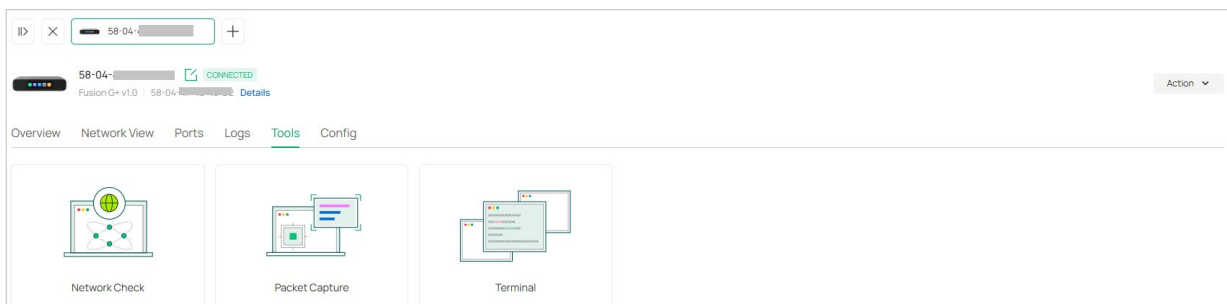 58-04-
58-04-
CONNECTED
Fusion G+ v1.0 58-04- Details
Action
Overview Network View Ports Logs Tools Config
Network Check Packet Capture Terminal